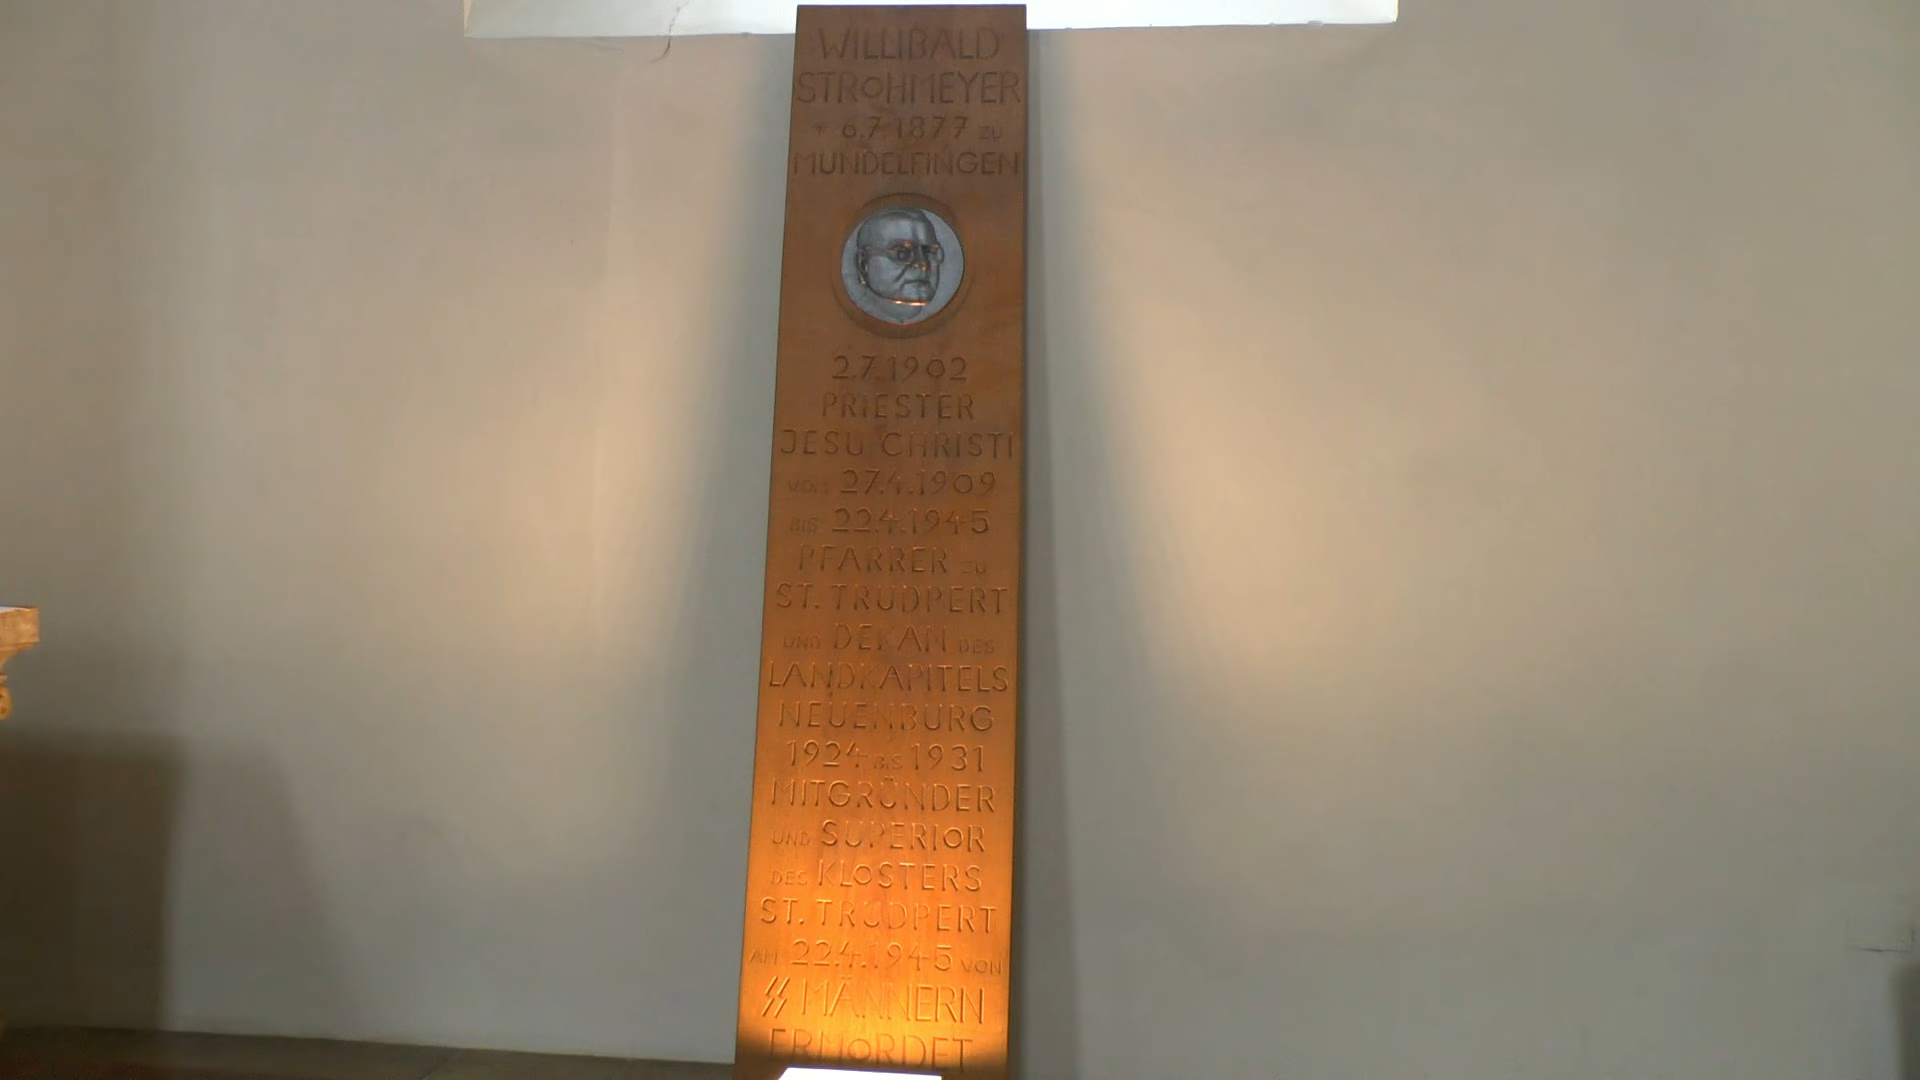 WILLIBALD
STROHMEYER
* 6.7.1877 ZU
MUNDELFINGEN
2.7.1902
PRIESTER
JESU CHRISTI
VOM 27.4.1909
BIS 22.4.1945
PFARRER ZU
ST. TRUDPERT
UND DEKAN DES
LANDKAPITELS
NEUENBURG
1924 BIS 1931
MITGRÜNDER
UND SUPERIOR
DES KLOSTERS
ST. TRUDPERT
AM 22.4.1945 VON
SS MÄNNERN
ERMORDET